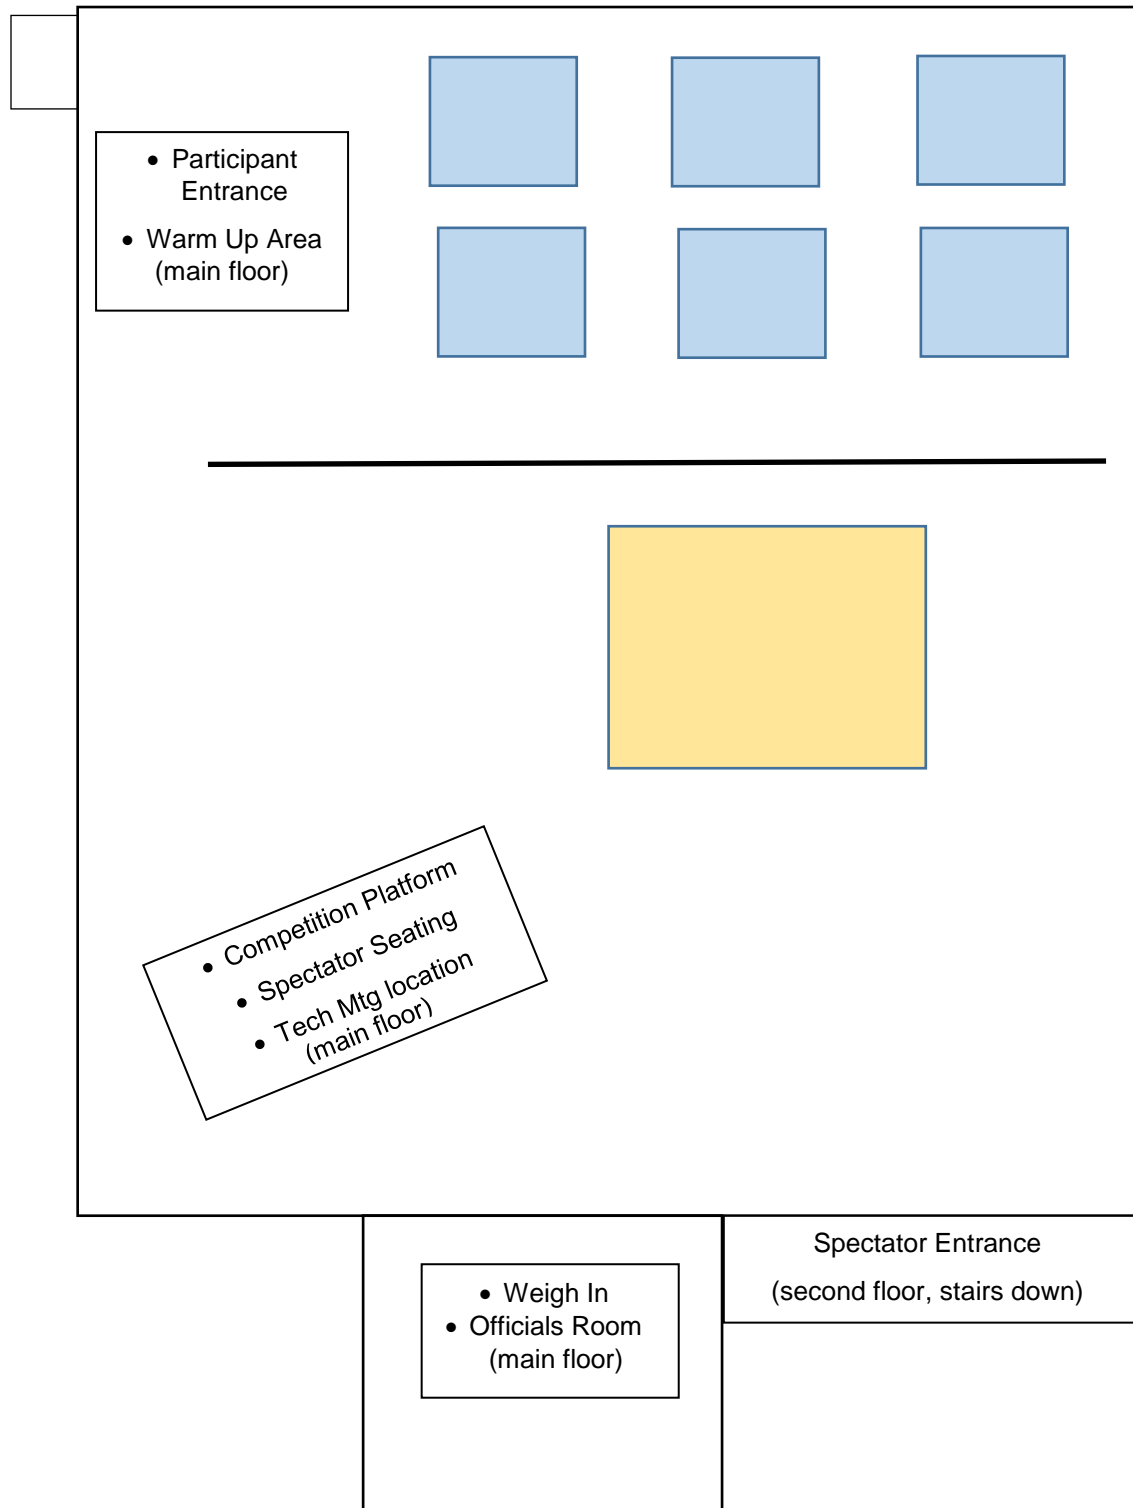 • Participant
Entrance
• Warm Up Area
(main floor)
• Competition Platform
• Spectator Seating
• Tech Mtg location
(main floor)
Spectator Entrance
(second floor, stairs down)
• Weigh In
• Officials Room
(main floor)